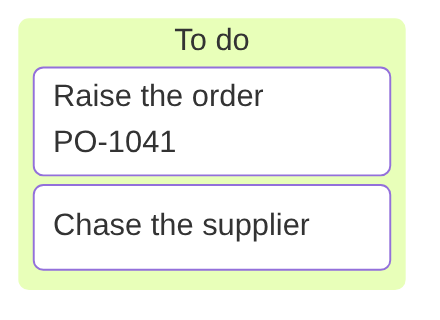 To do
Raise the order
PO-1041
Chase the supplier